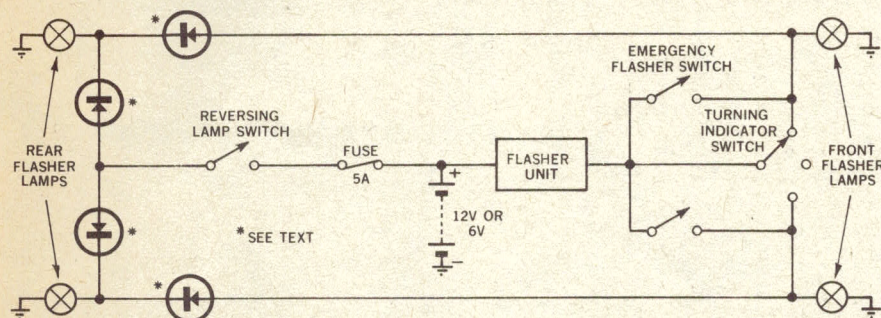 *
EMERGENCY
FLASHER SWITCH
*
REVERSING
LAMP SWITCH
TURNING
INDICATOR
SWITCH
REAR
FLASHER
LAMPS
FUSE
5A
FLASHER
UNIT
FRONT
FLASHER
LAMPS
+
12V OR
6V
-
*
*SEE TEXT
*